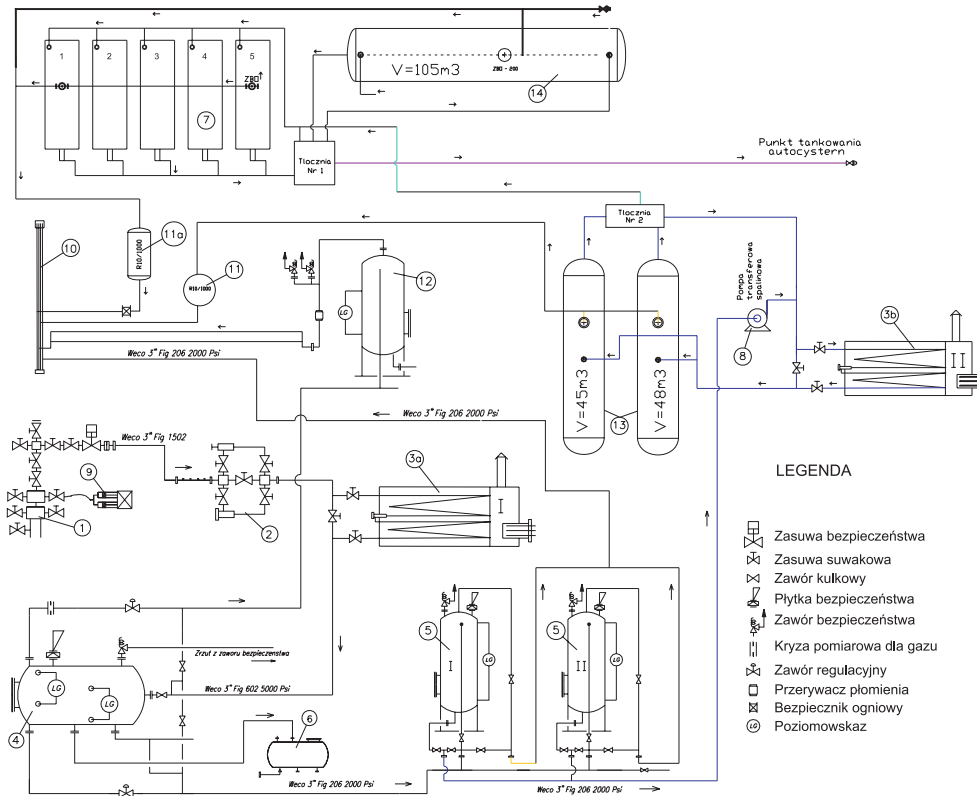 1
2
3
4
5
ZBO
7
V=105m3
ZBO - 200
14
Tlocznia
Nr 1
Punkt tankowania
autocystern
Tlocznia
Nr 2
10
R10/1000
11a
R10/1000
11
12
LG
Pompa
transferowa
spalinowa
8
3b
II
V=45m3
V=48m3
13
Weco 3" Fig 206 2000 Psi
Weco 3" Fig 206 2000 Psi
Weco 3" Fig 1502
9
1
2
3a
I
5
I
LG
5
II
LG
Zrzut z zaworu bezpieczenstwa
Weco 3" Fig 602 5000 Psi
LG
LG
4
6
Weco 3" Fig 206 2000 Psi
Weco 3" Fig 206 2000 Psi
LEGENDA
Zasuwa bezpieczeństwa
Zasuwa suwakowa
Zawór kulkowy
Płytka bezpieczeństwa
Zawór bezpieczeństwa
Kryza pomiarowa dla gazu
Zawór regulacyjny
Przerywacz płomienia
Bezpiecznik ogniowy
LG Poziomowskaz